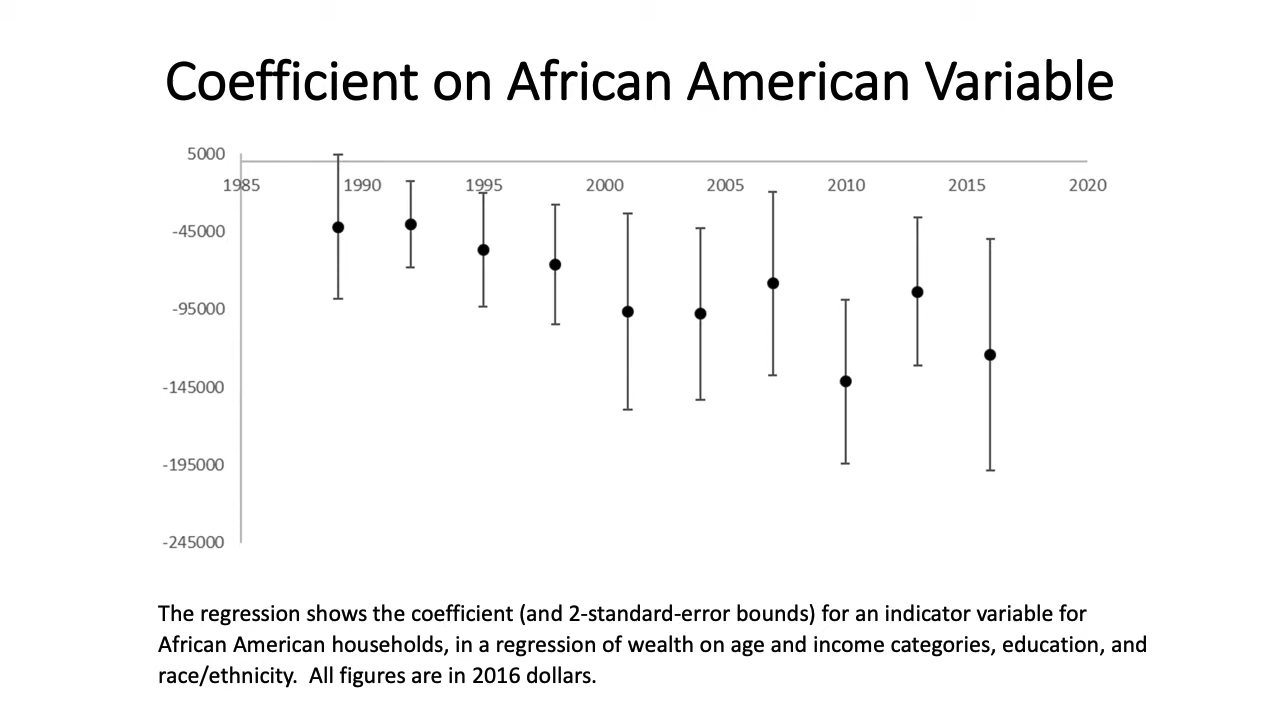 Coefficient on African American Variable
5000
1985 1990 1995 2000 2005 2010 2015 2020
-45000
-95000
-145000
-195000
-245000
The regression shows the coefficient (and 2-standard-error bounds) for an indicator variable for
African American households, in a regression of wealth on age and income categories, education, and
race/ethnicity.  All figures are in 2016 dollars.